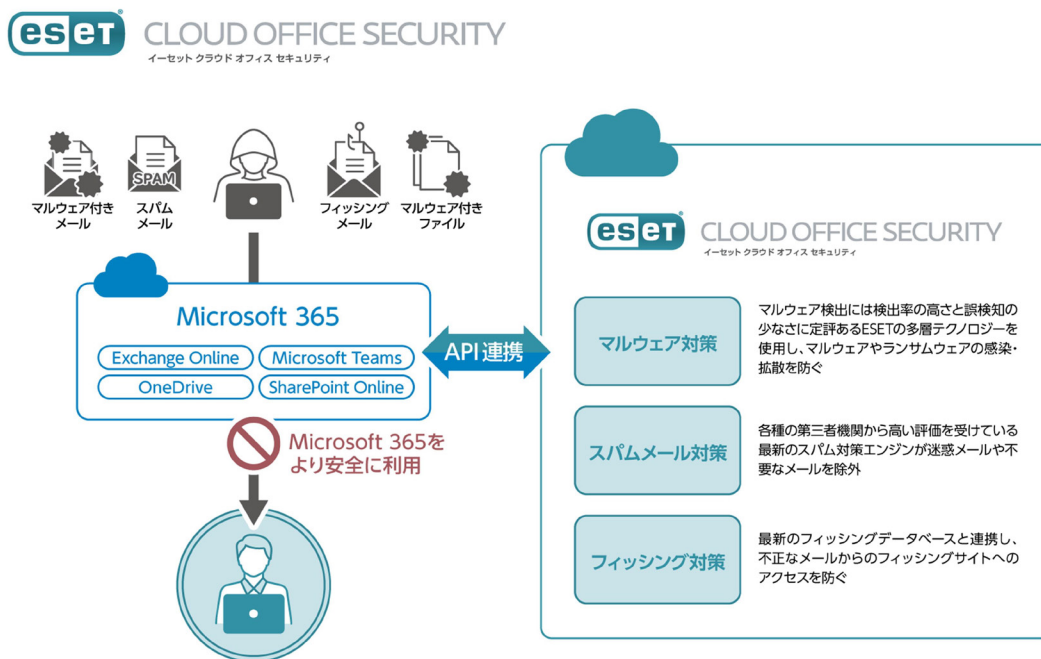 eset CLOUD OFFICE SECURITY
イーセット クラウド オフィス セキュリティ
SPAM
マルウェア付き
メール
スパム
メール
フィッシング
メール
マルウェア付き
ファイル
Microsoft 365
Exchange Online
Microsoft Teams
OneDrive
SharePoint Online
API連携
Microsoft 365を
より安全に利用
eset CLOUD OFFICE SECURITY
イーセット クラウド オフィス セキュリティ
マルウェア対策
マルウェア検出には検出率の高さと誤検知の
少なさに定評あるESETの多層テクノロジーを
使用し、マルウェアやランサムウェアの感染・
拡散を防ぐ
スパムメール対策
各種の第三者機関から高い評価を受けている
最新のスパム対策エンジンが迷惑メールや不
要なメールを除外
フィッシング対策
最新のフィッシングデータベースと連携し、
不正なメールからのフィッシングサイトへの
アクセスを防ぐ